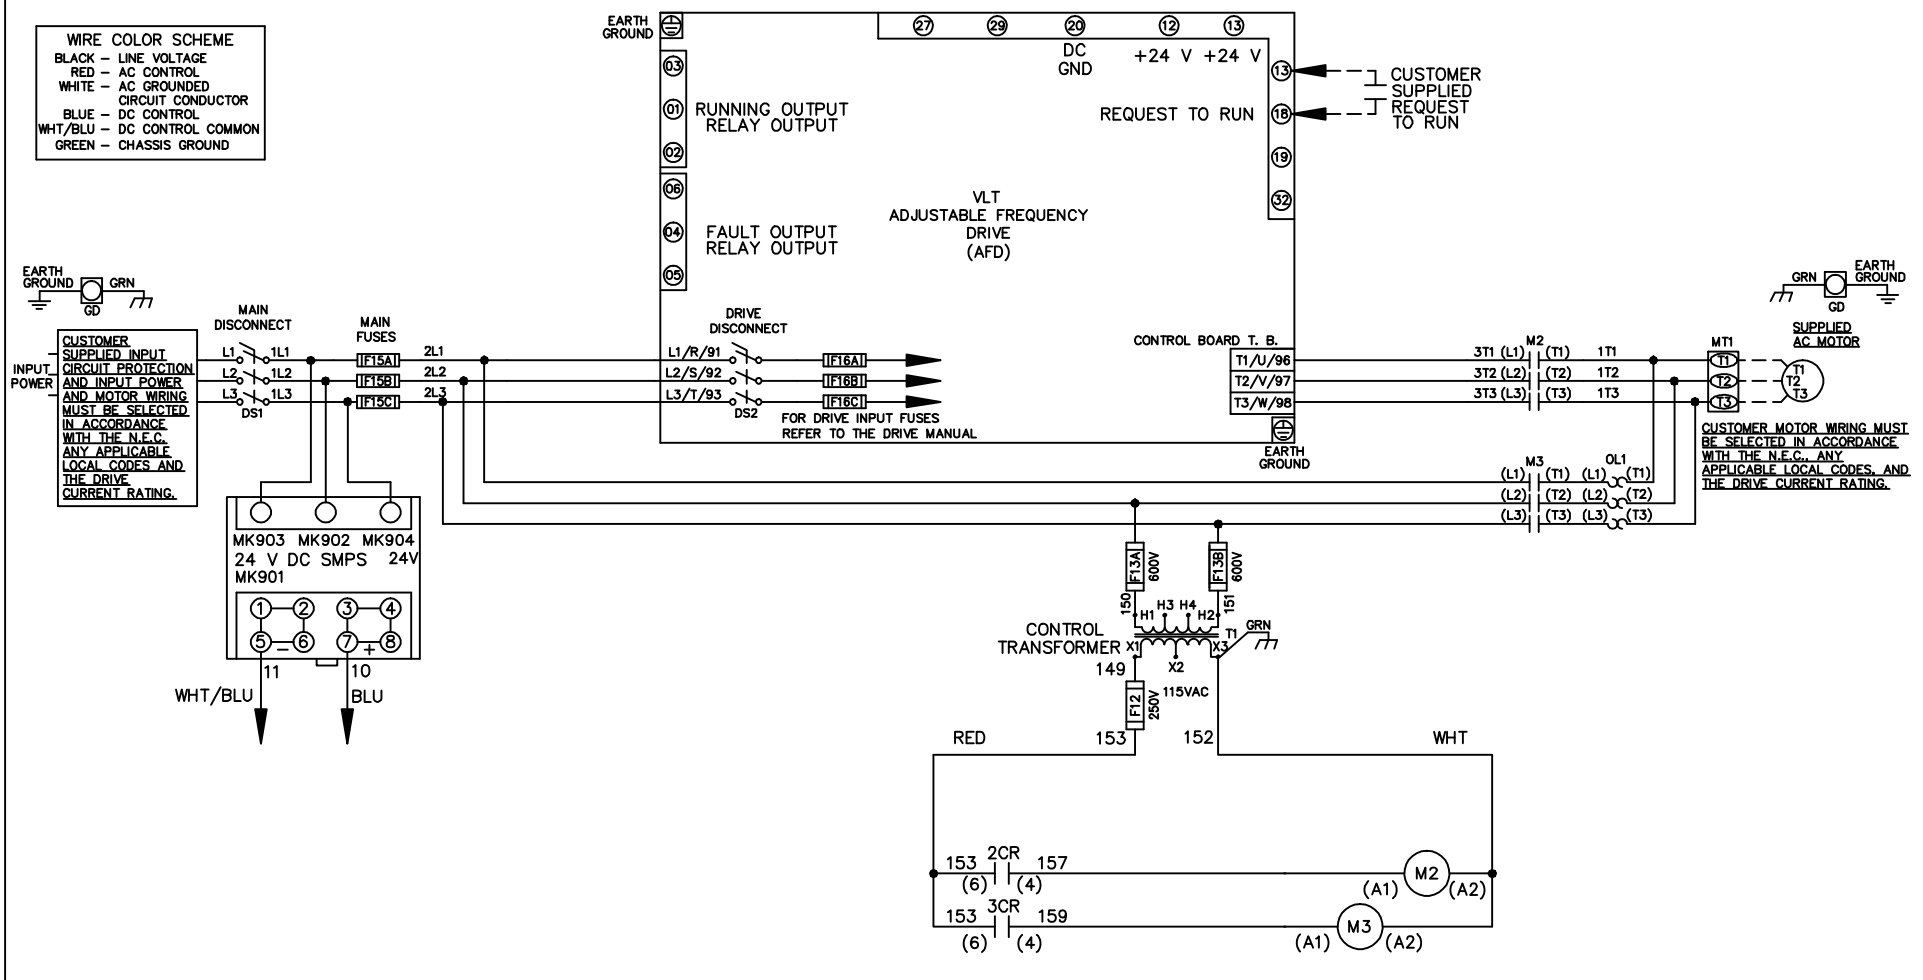 WIRE COLOR SCHEME
BLACK – LINE VOLTAGE
RED – AC CONTROL
WHITE – AC GROUNDED
CIRCUIT CONDUCTOR
BLUE – DC CONTROL
WHT/BLU – DC CONTROL COMMON
GREEN – CHASSIS GROUND
EARTH
GROUND
27 29 20 12 13
DC
GND
+24 V +24 V
03
01
02
RUNNING OUTPUT
RELAY OUTPUT
06
04
05
FAULT OUTPUT
RELAY OUTPUT
13
18
19
32
REQUEST TO RUN
CUSTOMER
SUPPLIED
REQUEST
TO RUN
VLT
ADJUSTABLE FREQUENCY
DRIVE
(AFD)
EARTH
GROUND
GRN
GD
INPUT
POWER
CUSTOMER
SUPPLIED INPUT
CIRCUIT PROTECTION
AND INPUT POWER
AND MOTOR WIRING
MUST BE SELECTED
IN ACCORDANCE
WITH THE N.E.C.
ANY APPLICABLE
LOCAL CODES AND
THE DRIVE
CURRENT RATING.
MAIN
DISCONNECT
L1 1L1
L2 1L2
L3 1L3
DS1
MAIN
FUSES
F15A 2L1
F15B 2L2
F15C 2L3
DRIVE
DISCONNECT
L1/R/91 F16A
L2/S/92 F16B
L3/T/93 F16C
DS2
FOR DRIVE INPUT FUSES
REFER TO THE DRIVE MANUAL
CONTROL BOARD T. B.
T1/U/96
T2/V/97
T3/W/98
EARTH
GROUND
M2
3T1 (L1) (T1) 1T1
3T2 (L2) (T2) 1T2
3T3 (L3) (T3) 1T3
MT1
T1
T2
T3
T1
T2
T3
GRN
GD
EARTH
GROUND
SUPPLIED
AC MOTOR
CUSTOMER MOTOR WIRING MUST
BE SELECTED IN ACCORDANCE
WITH THE N.E.C., ANY
APPLICABLE LOCAL CODES, AND
THE DRIVE CURRENT RATING.
M3 OL1
(L1) (T1) (L1) (T1)
(L2) (T2) (L2) (T2)
(L3) (T3) (L3) (T3)
MK903 MK902 MK904
24 V DC SMPS 24V
MK901
1 2 3 4
5 – 6 7 + 8
11 10
WHT/BLU BLU
F13A 600V
F13B 600V
150 151
H1 H3 H4 H2
CONTROL
TRANSFORMER
T1
GRN
X1 X2 X3
149
115VAC
F12 250V
RED 153 152 WHT
153 2CR 157
(6) (4)
M2
(A1) (A2)
153 3CR 159
(6) (4)
M3
(A1) (A2)